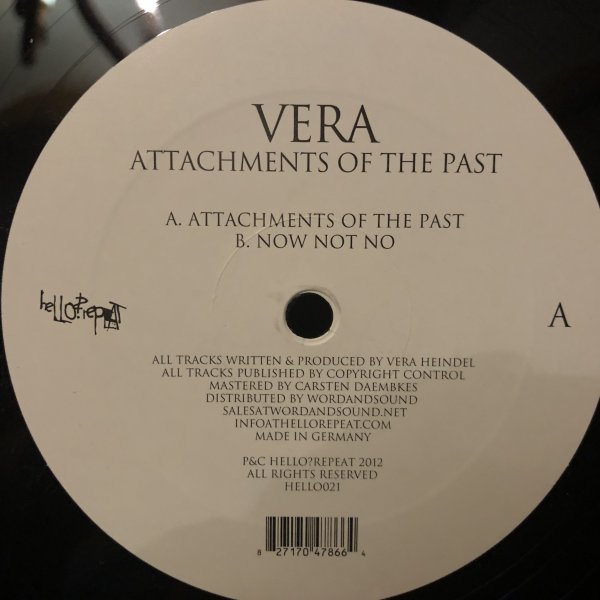 VERA
ATTACHMENTS OF THE PAST
A. ATTACHMENTS OF THE PAST
B. NOW NOT NO
hello?repeat
A
ALL TRACKS WRITTEN & PRODUCED BY VERA HEINDEL
ALL TRACKS PUBLISHED BY COPYRIGHT CONTROL
MASTERED BY CARSTEN DAEMBKES
DISTRIBUTED BY WORDANDSOUND
SALESATWORDANDSOUND.NET
INFOATHELLOREPEAT.COM
MADE IN GERMANY
P&C HELLO?REPEAT 2012
ALL RIGHTS RESERVED
HELLO021
8 27170 47866 4